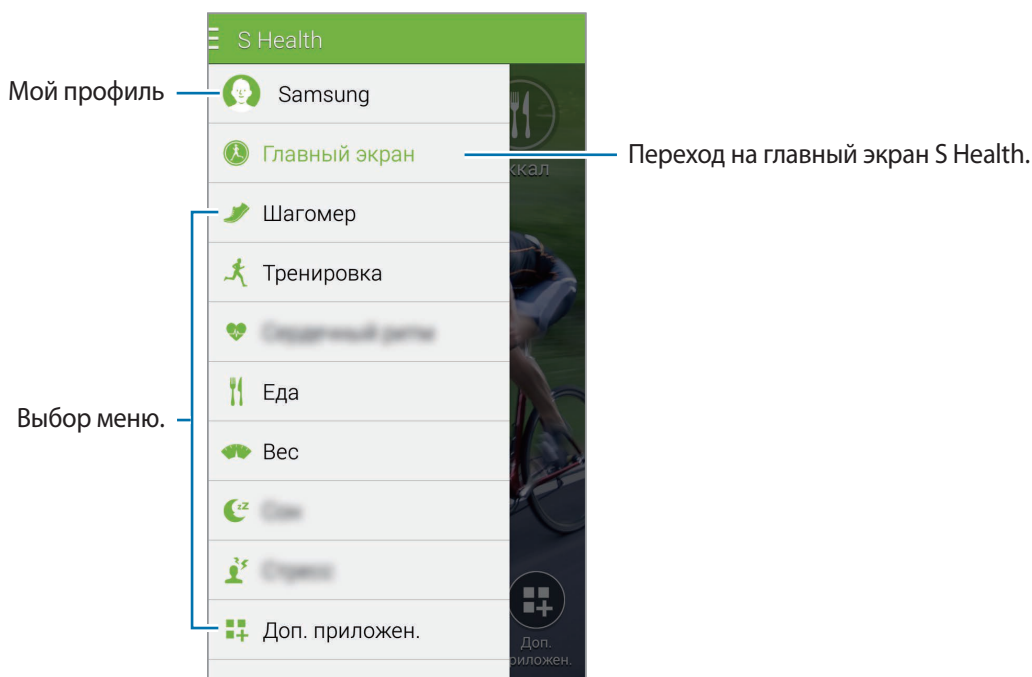 S Health
Мой профиль
Samsung
Главный экран
Переход на главный экран S Health.
ккал
Шагомер
Тренировка
Еда
Выбор меню.
Вес
Доп. приложен.
Доп.
риложен.